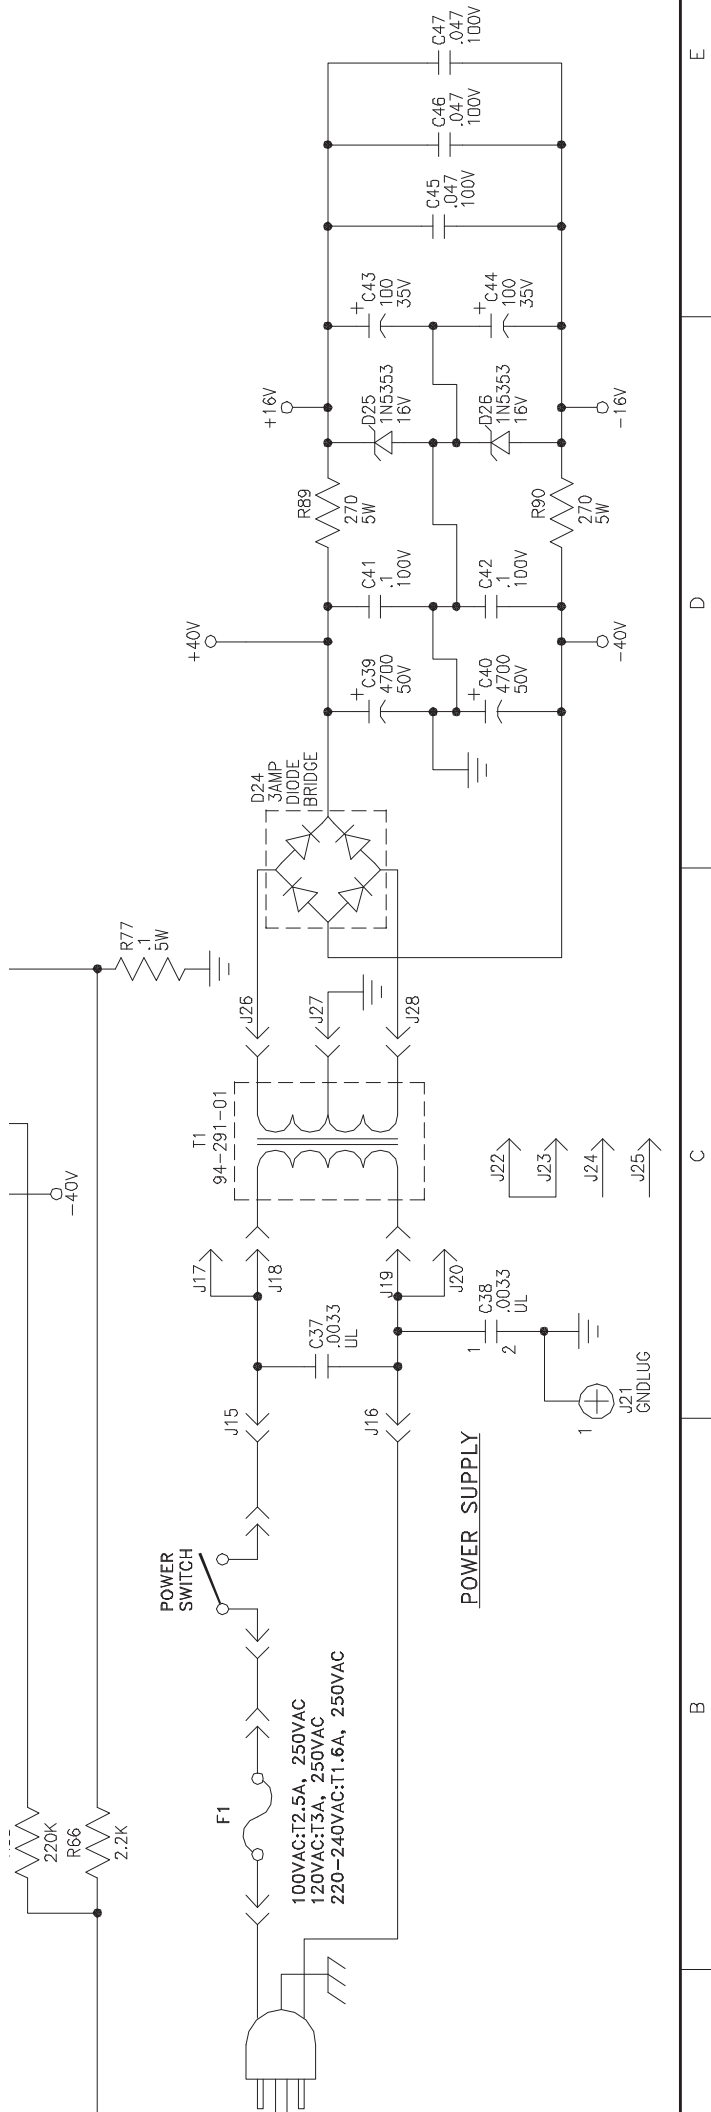 C47
.047
100V
C46
.047
100V
C45
.047
100V
E
+
C43
100
35V
+
C44
100
35V
+16V
D25
1N5353
16V
D26
1N5353
16V
-16V
R89
270
5W
R90
270
5W
C41
.1
100V
C42
.1
100V
D
+40V
-40V
+
C39
4700
50V
+
C40
4700
50V
D24
3AMP
DIODE
BRIDGE
R77
.1
5W
J26
J27
J28
T1
94-291-01
-40V
J22
J23
J24
J25
C
J17
J18
J19
J20
C37
.0033
UL
C38
.0033
UL
1
2
J21
GNDLUG
1
J15
J16
POWER SUPPLY
POWER
SWITCH
F1
100VAC:T2.5A, 250VAC
120VAC:T3A, 250VAC
220-240VAC:T1.6A, 250VAC
B
220K
R66
2.2K